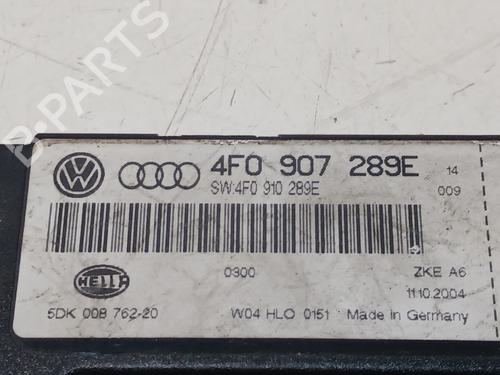 B-PARTS
4F0 907 289E
14
SW:4F0 910 289E
009
0300
ZKE A6
HELLA
11.10.2004
5DK 008 762-20
W04 HLO 0151
Made in Germany